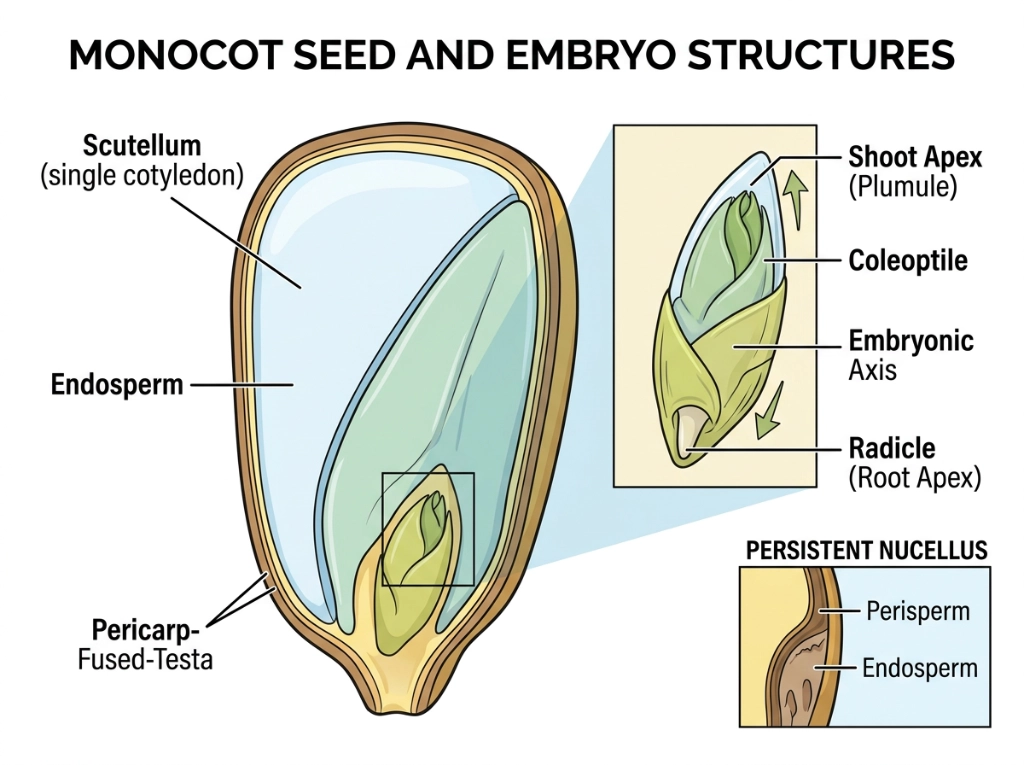 MONOCOT SEED AND EMBRYO STRUCTURES
Scutellum
(single cotyledon)
Endosperm
Pericarp-
Fused-Testa
Shoot Apex
(Plumule)
Coleoptile
Embryonic
Axis
Radicle
(Root Apex)
PERSISTENT NUCELLUS
Perisperm
Endosperm